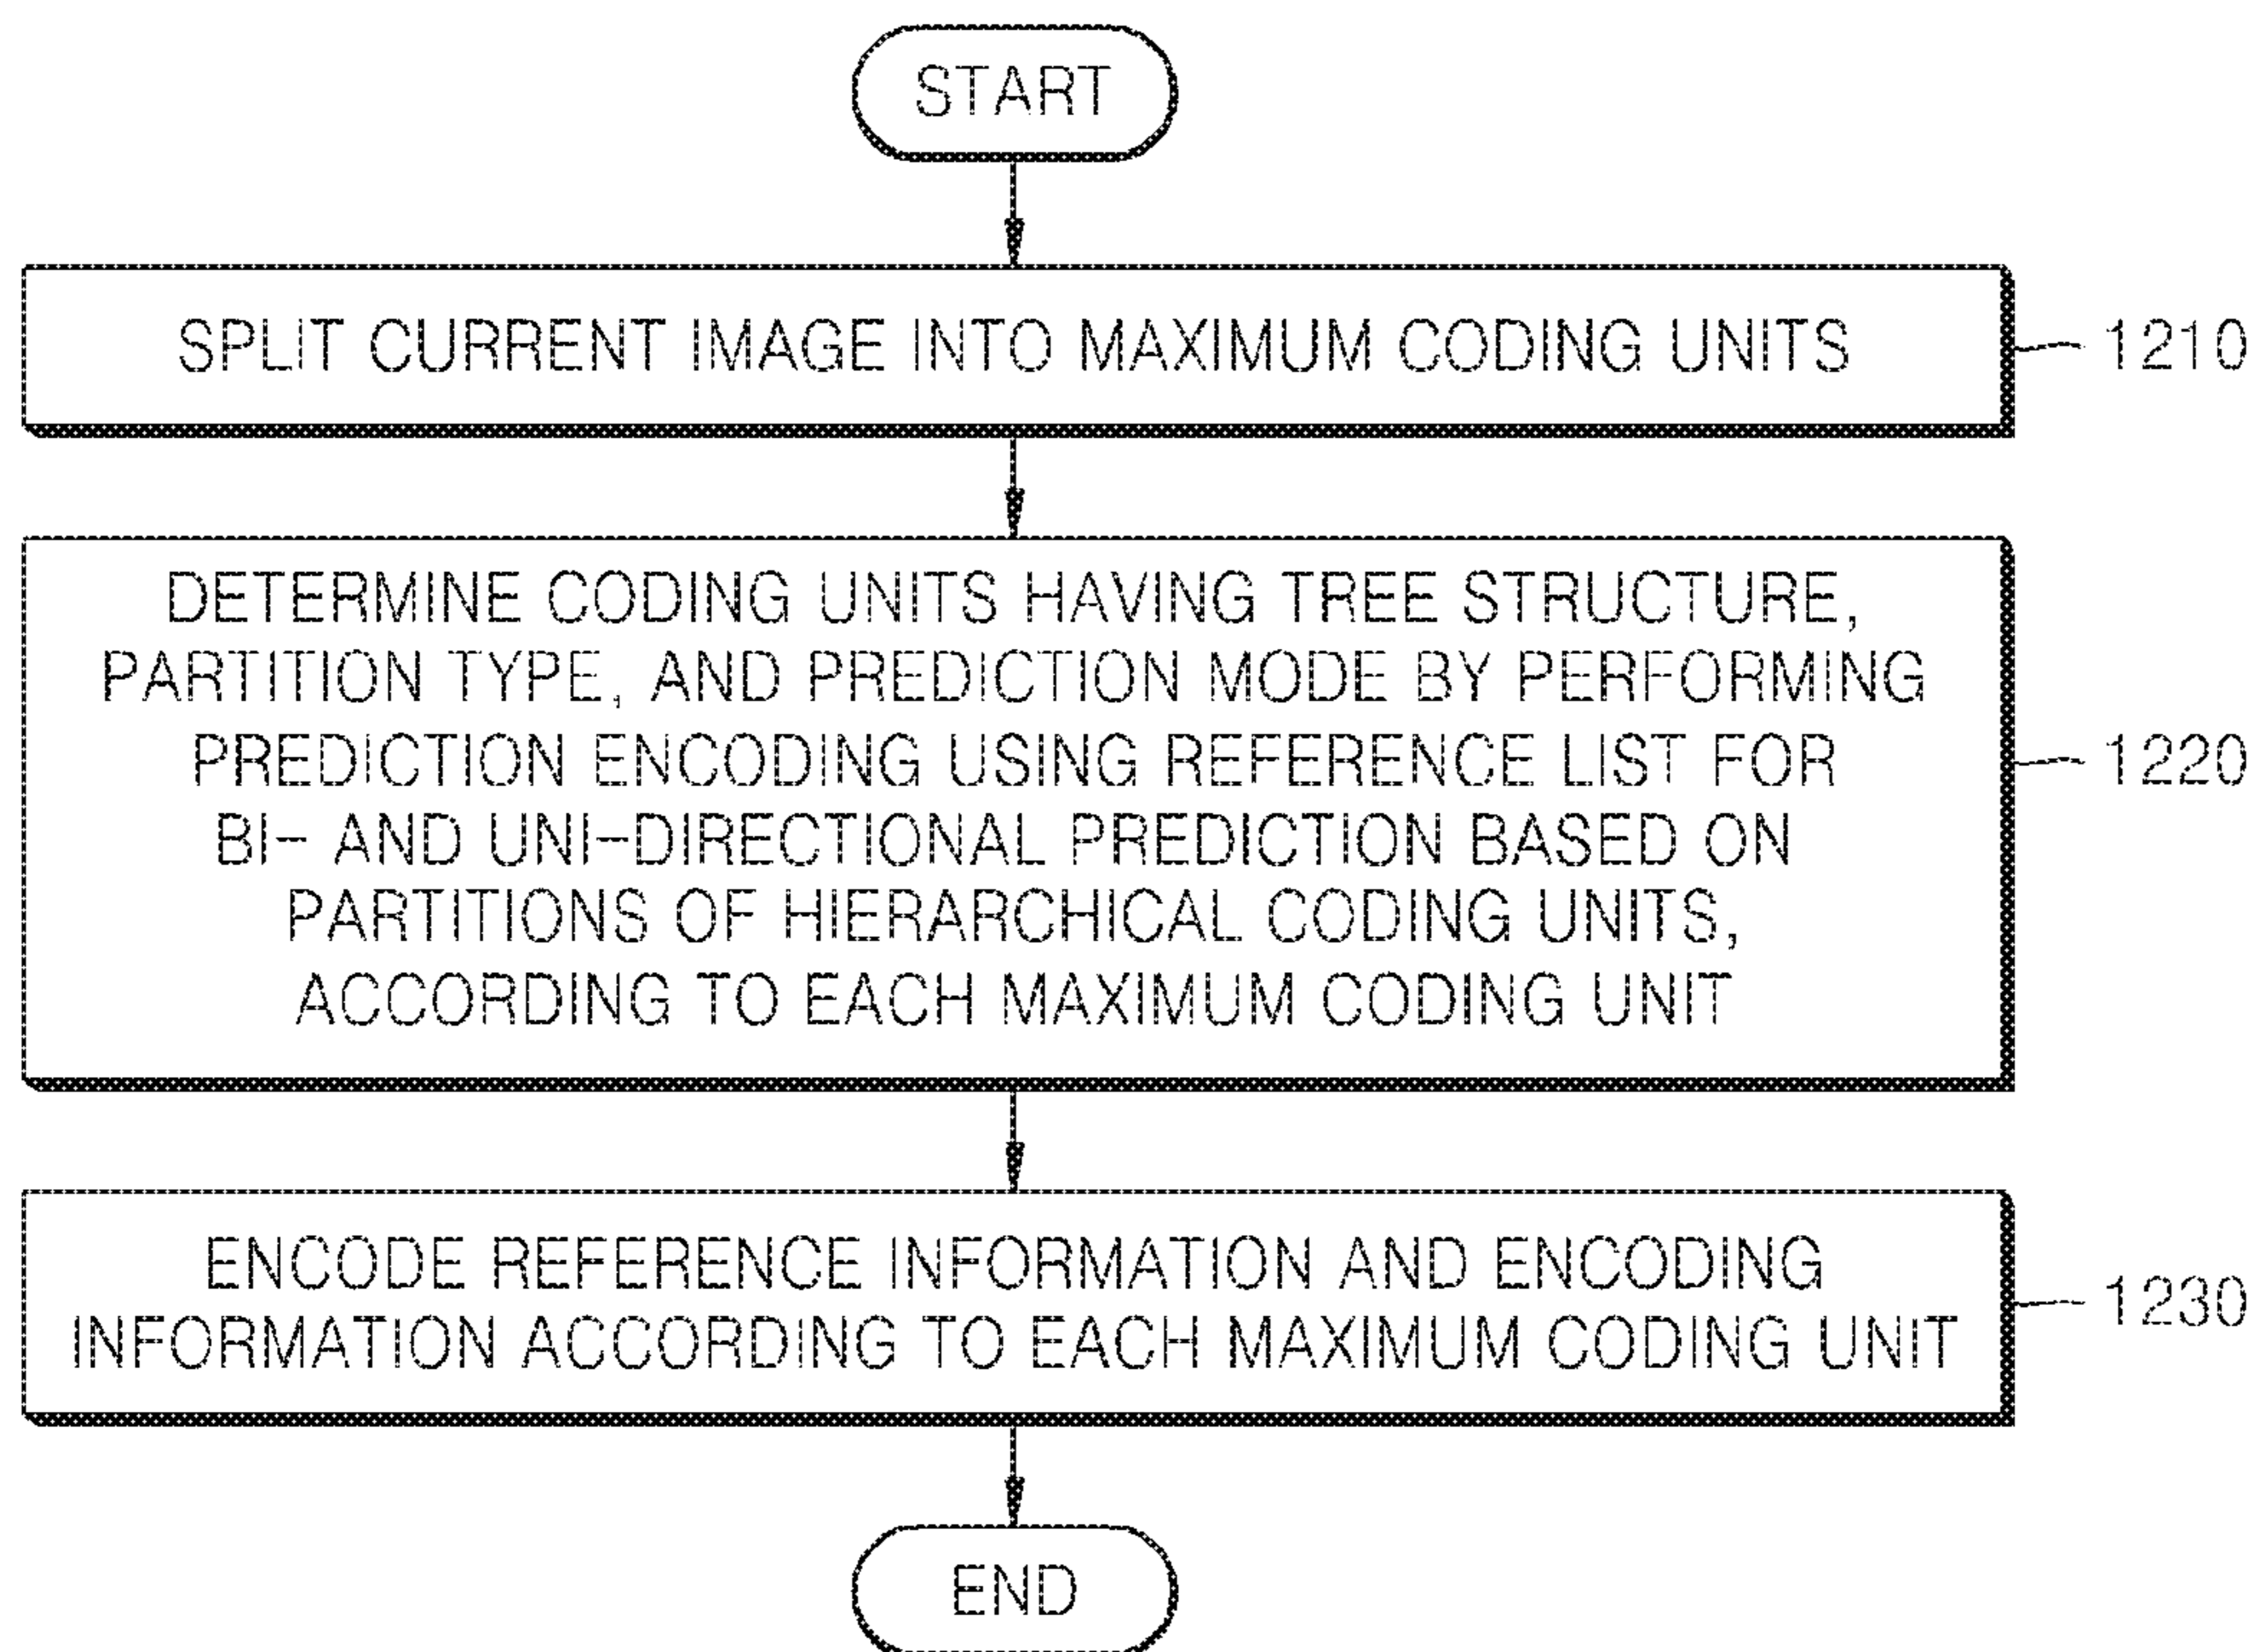 START
SPLIT CURRENT IMAGE INTO MAXIMUM CODING UNITS
1210
DETERMINE CODING UNITS HAVING TREE STRUCTURE,
PARTITION TYPE, AND PREDICTION MODE BY PERFORMING
PREDICTION ENCODING USING REFERENCE LIST FOR
BI- AND UNI-DIRECTIONAL PREDICTION BASED ON
PARTITIONS OF HIERARCHICAL CODING UNITS,
ACCORDING TO EACH MAXIMUM CODING UNIT
1220
ENCODE REFERENCE INFORMATION AND ENCODING
INFORMATION ACCORDING TO EACH MAXIMUM CODING UNIT
1230
END